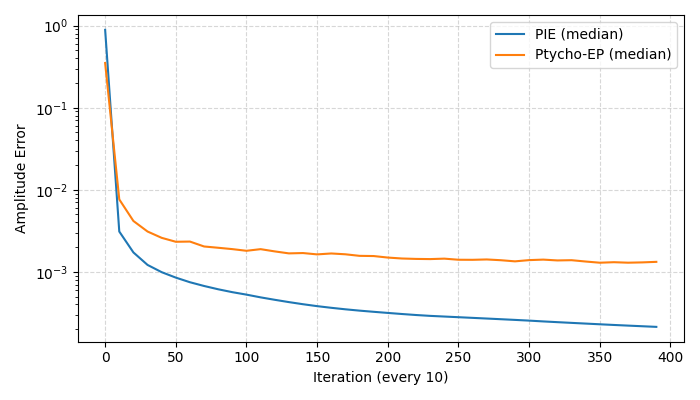 PIE (median)
Ptycho-EP (median)
Amplitude Error
10⁰
10⁻¹
10⁻²
10⁻³
0 50 100 150 200 250 300 350 400
Iteration (every 10)